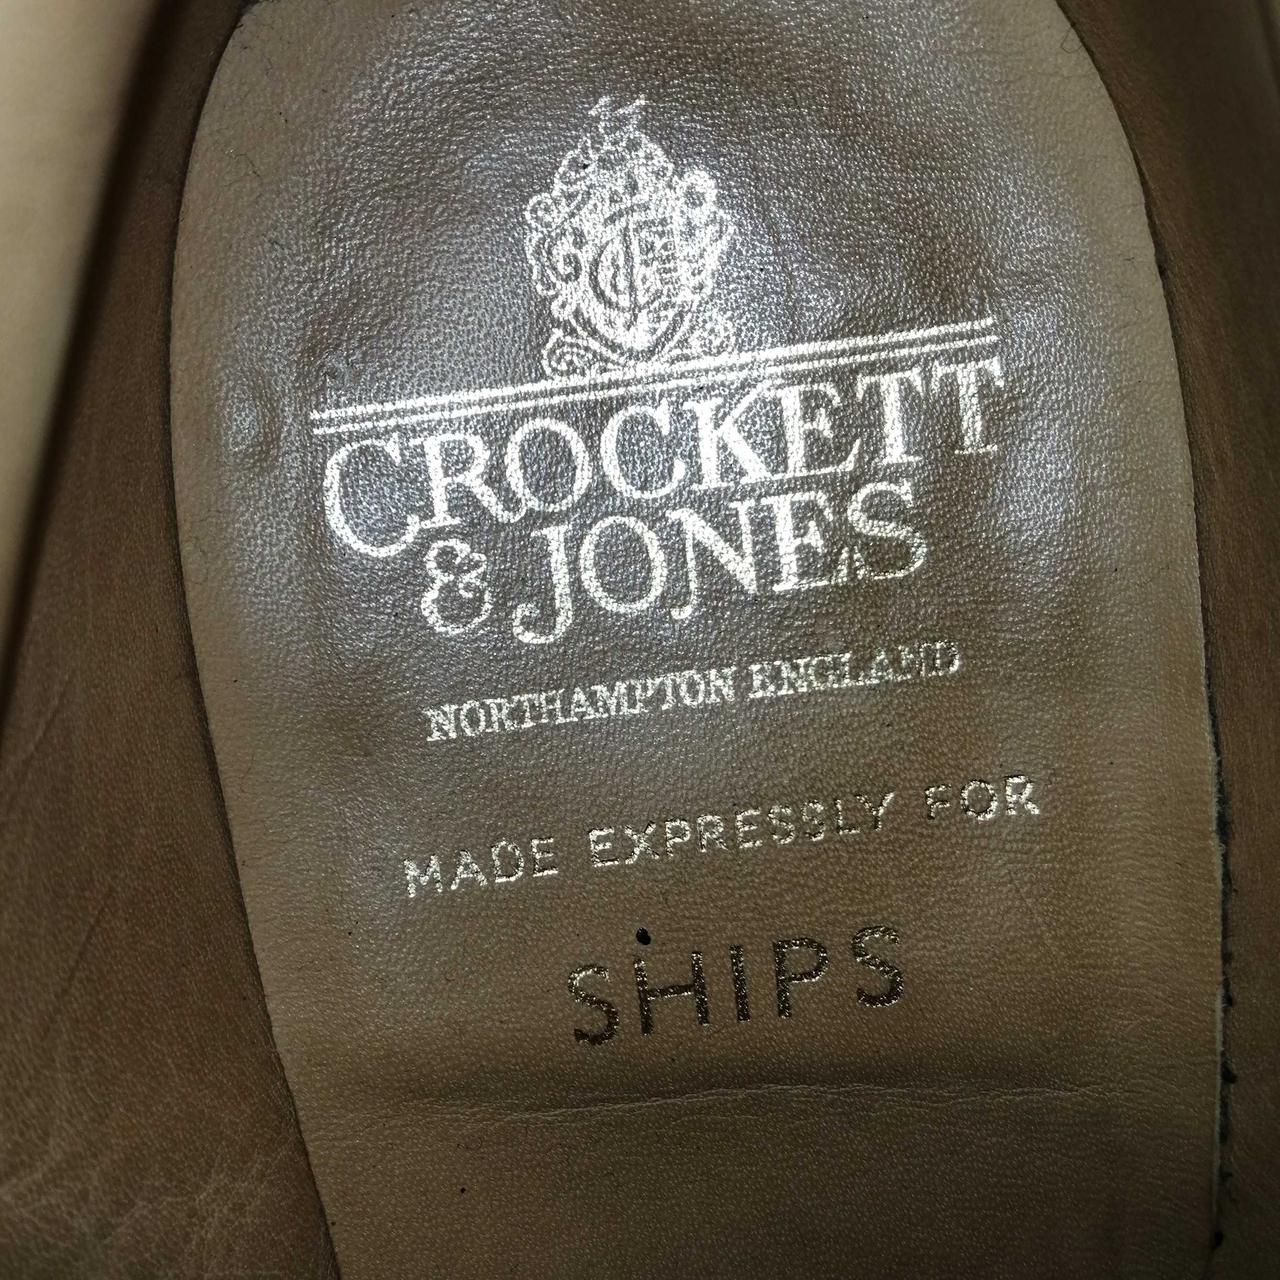 CROCKETT
& JONES
NORTHAMPTON ENGLAND
MADE EXPRESSLY FOR
SHIPS